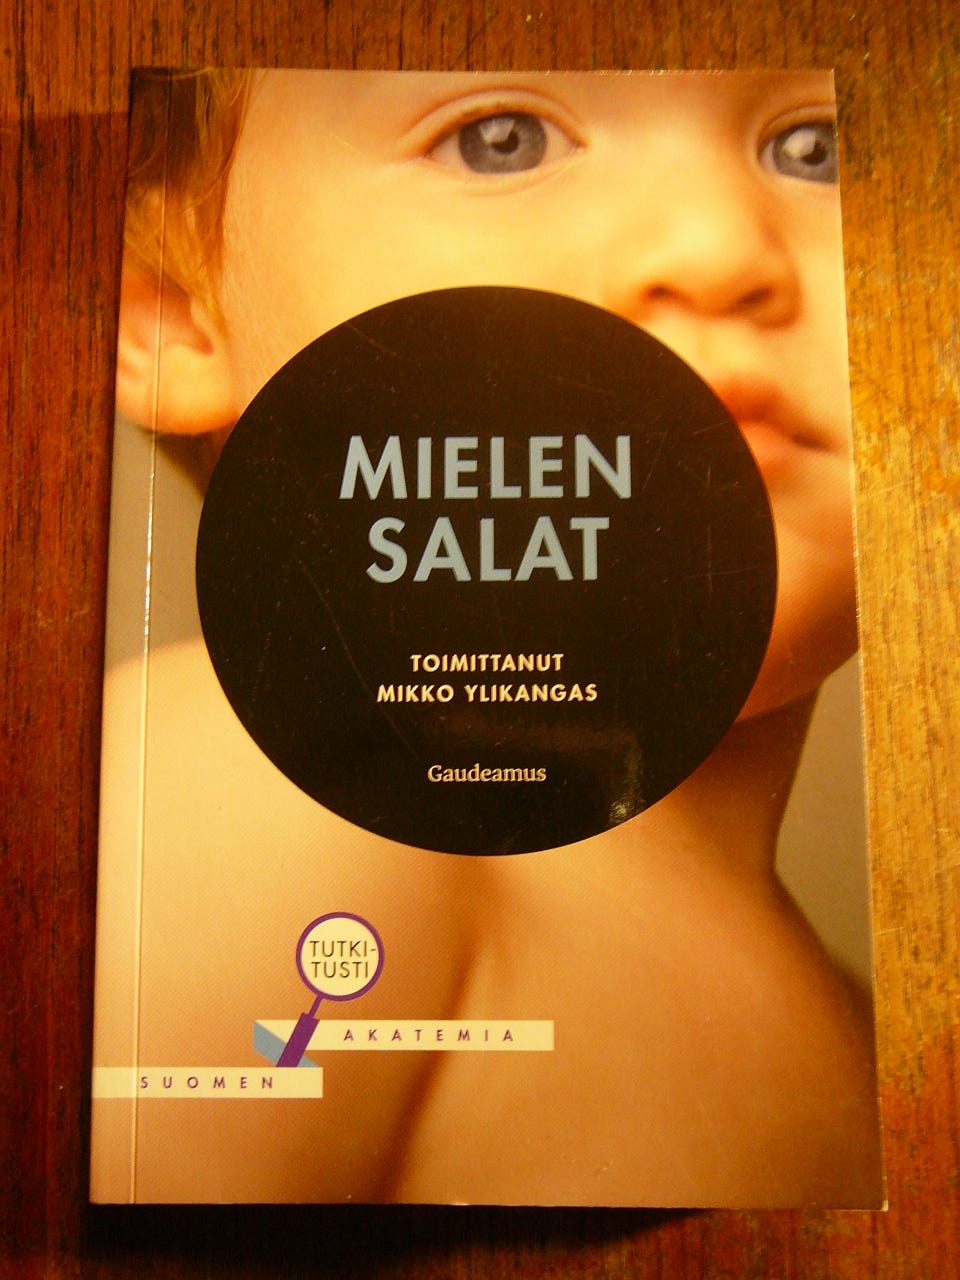 MIELEN
SALAT
TOIMITTANUT
MIKKO YLIKANGAS
Gaudeamus
TUTKI-
TUSTI
AKATEMIA
SUOMEN